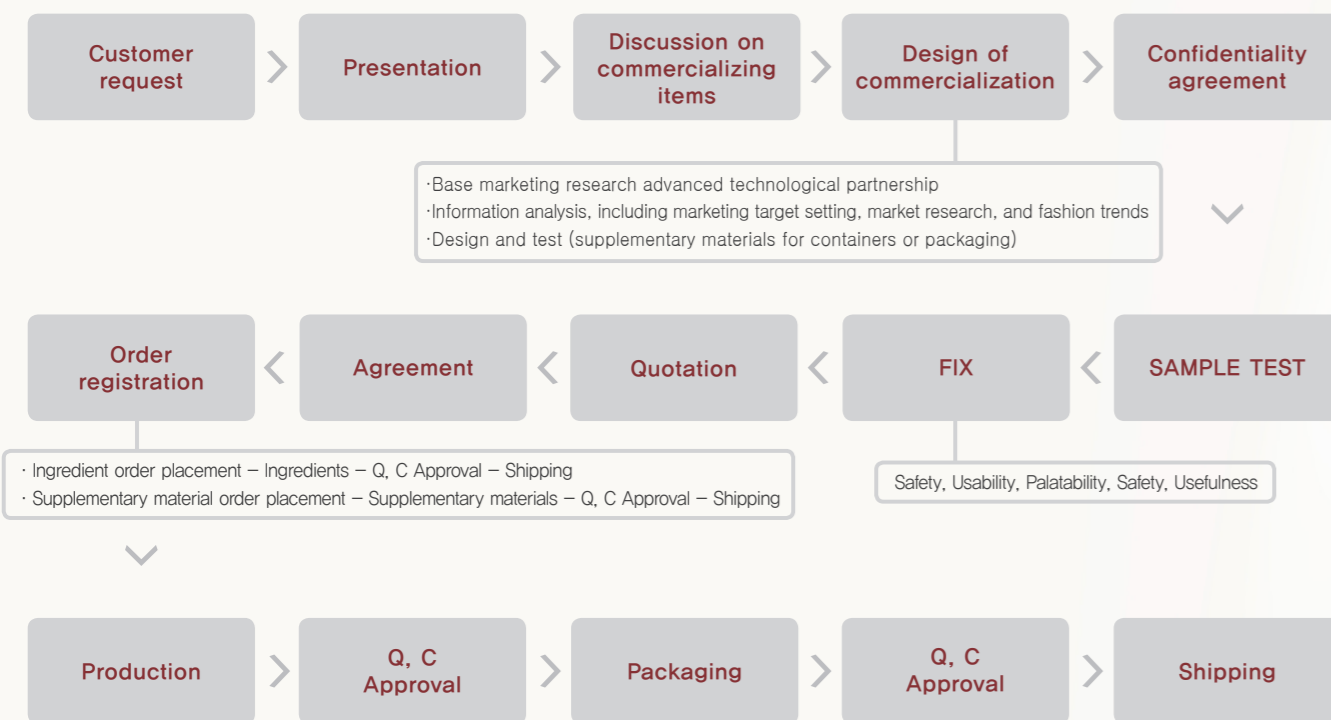 Customer
request
Presentation
Discussion on
commercializing
items
Design of
commercialization
Confidentiality
agreement
·Base marketing research advanced technological partnership
·Information analysis, including marketing target setting, market research, and fashion trends
·Design and test (supplementary materials for containers or packaging)
SAMPLE TEST
FIX
Quotation
Agreement
Order
registration
Safety, Usability, Palatability, Safety, Usefulness
· Ingredient order placement – Ingredients – Q, C Approval – Shipping
· Supplementary material order placement – Supplementary materials – Q, C Approval – Shipping
Production
Q, C
Approval
Packaging
Q, C
Approval
Shipping